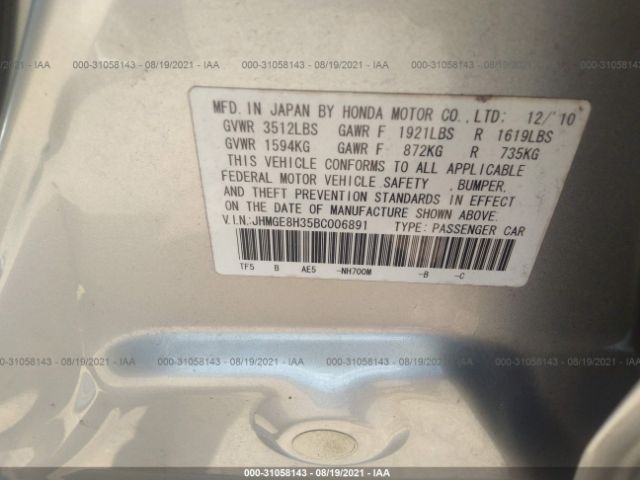 000-31058143 - 08/19/2021 - IAA
MFD. IN JAPAN BY HONDA MOTOR CO., LTD: 12/'10
GVWR 3512LBS GAWR F 1921LBS R 1619LBS
GVWR 1594KG GAWR F 872KG R 735KG
THIS VEHICLE CONFORMS TO ALL APPLICABLE
FEDERAL MOTOR VEHICLE SAFETY , BUMPER,
AND THEFT PREVENTION STANDARDS IN EFFECT
ON THE DATE OF MANUFACTURE SHOWN ABOVE.
V.I.N.:JHMGE8H35BC006891 TYPE: PASSENGER CAR
TF5 B AE5 -NH700M -B -C
000-31058143 - 08/19/2021 - IAA
000-31058143 - 08/19/2021 - IAA